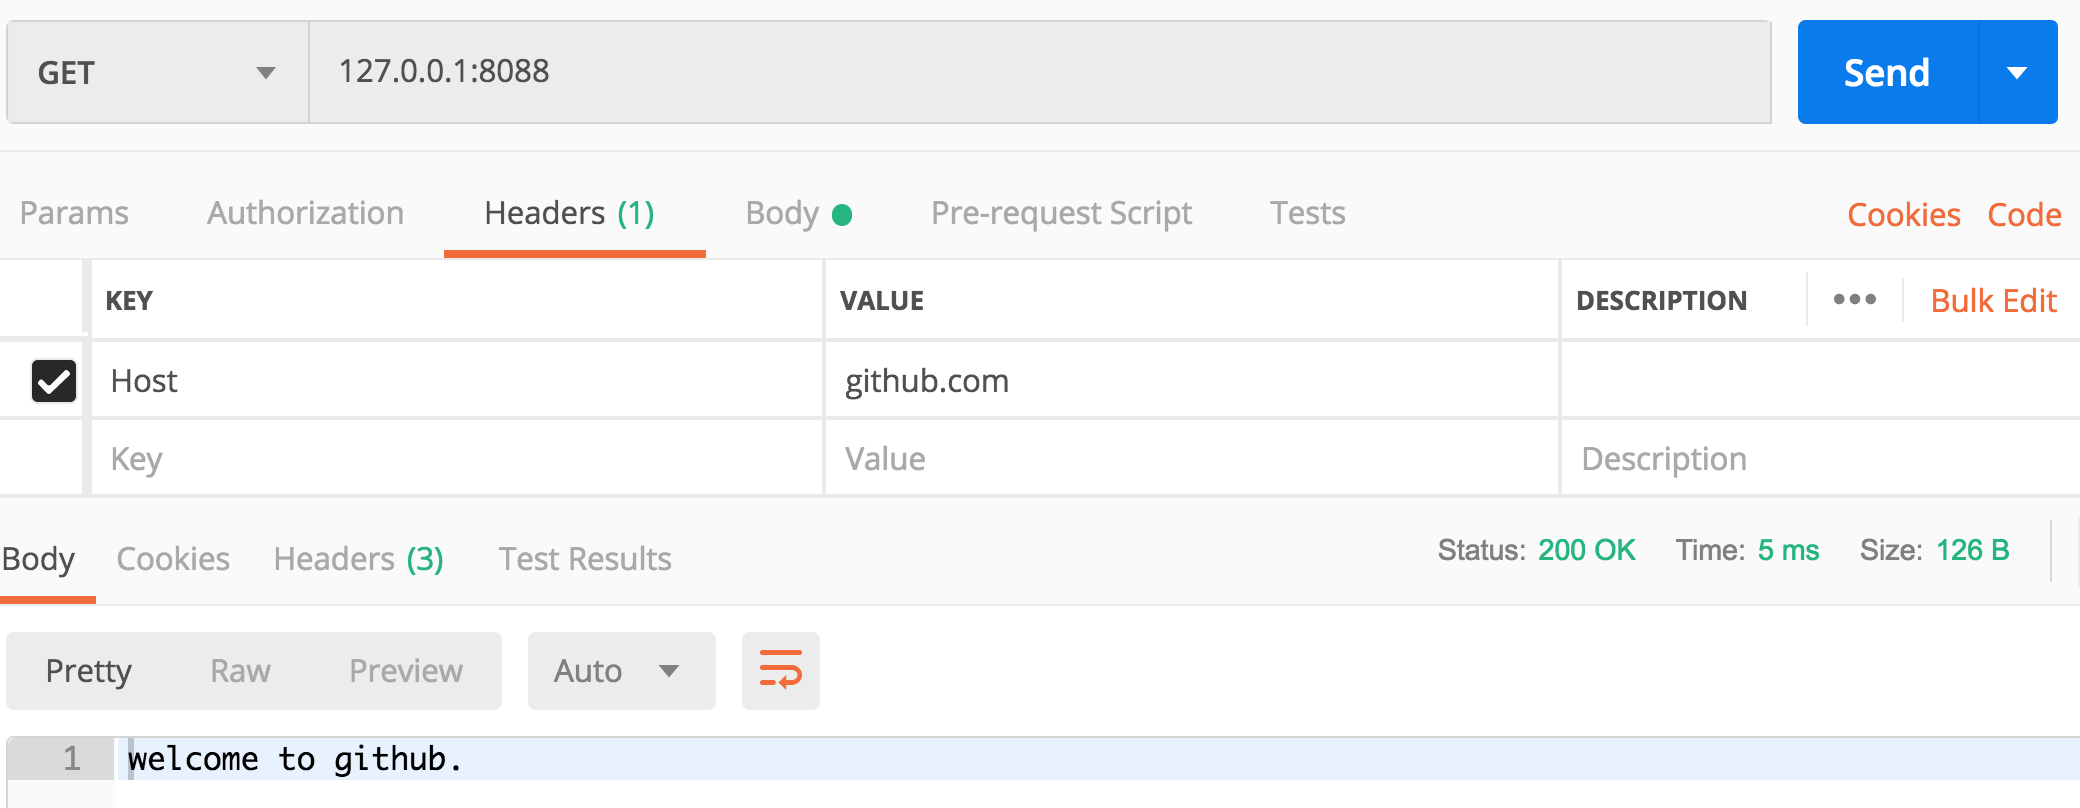 GET 127.0.0.1:8088 Send
Params Authorization Headers (1) Body Pre-request Script Tests Cookies Code
KEY VALUE DESCRIPTION ••• Bulk Edit
Host github.com
Key Value Description
Body Cookies Headers (3) Test Results Status: 200 OK Time: 5 ms Size: 126 B
Pretty Raw Preview Auto
1 welcome to github.